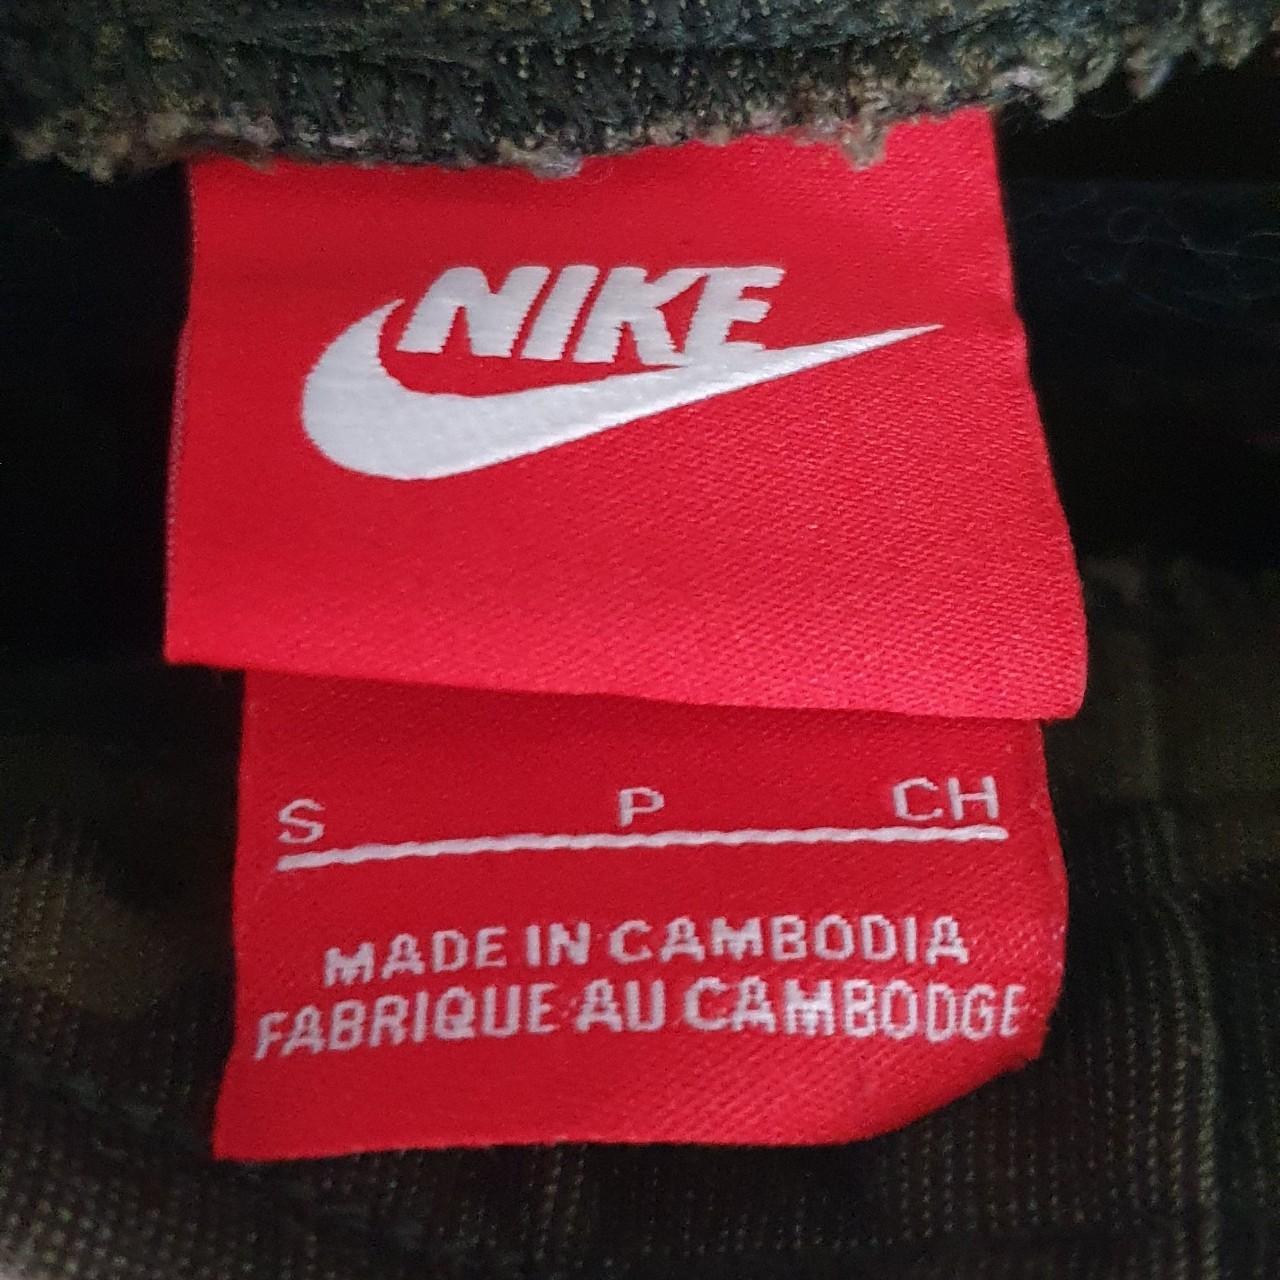 NIKE
S P CH
MADE IN CAMBODIA
FABRIQUE AU CAMBODGE